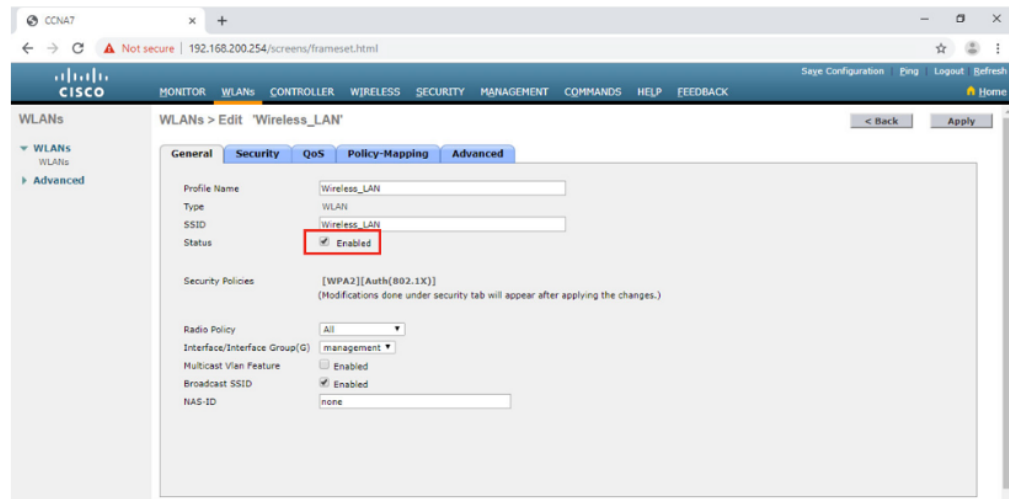 CCNA7
Not secure | 192.168.200.254/screens/frameset.html
Save Configuration Ping Logout Refresh
CISCO MONITOR WLANs CONTROLLER WIRELESS SECURITY MANAGEMENT COMMANDS HELP FEEDBACK Home
WLANs
WLANs > Edit 'Wireless_LAN'
< Back Apply
WLANs
WLANs
Advanced
General Security QoS Policy-Mapping Advanced
Profile Name Wireless_LAN
Type WLAN
SSID Wireless_LAN
Status Enabled
Security Policies [WPA2][Auth(802.1X)]
(Modifications done under security tab will appear after applying the changes.)
Radio Policy All
Interface/Interface Group(G) management
Multicast Vlan Feature Enabled
Broadcast SSID Enabled
NAS-ID none